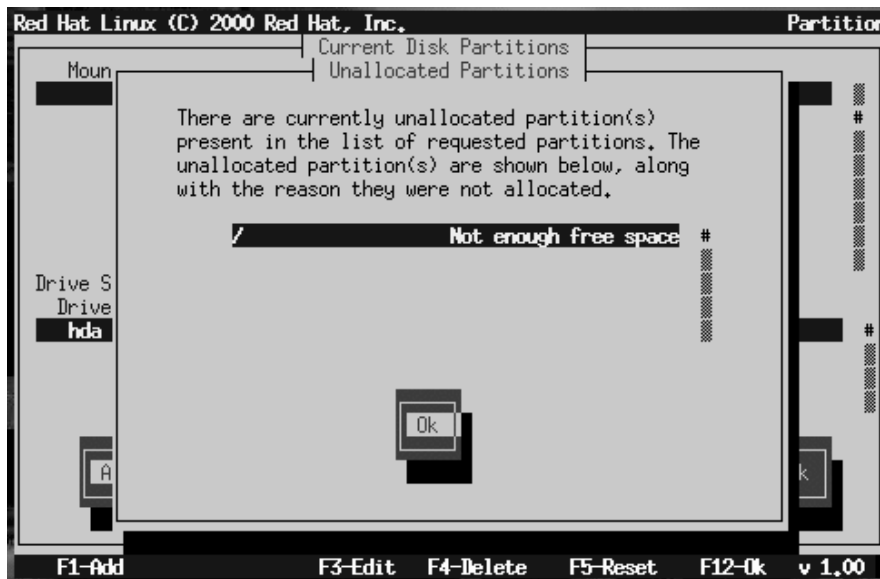 Red Hat Linux (C) 2000 Red Hat, Inc. Partition
Current Disk Partitions
Moun
Unallocated Partitions
There are currently unallocated partition(s)
present in the list of requested partitions. The
unallocated partition(s) are shown below, along
with the reason they were not allocated.
/ Not enough free space #
#
Drive S
Drive
hda #
Ok
A
k
F1-Add F3-Edit F4-Delete F5-Reset F12-Ok v 1.00